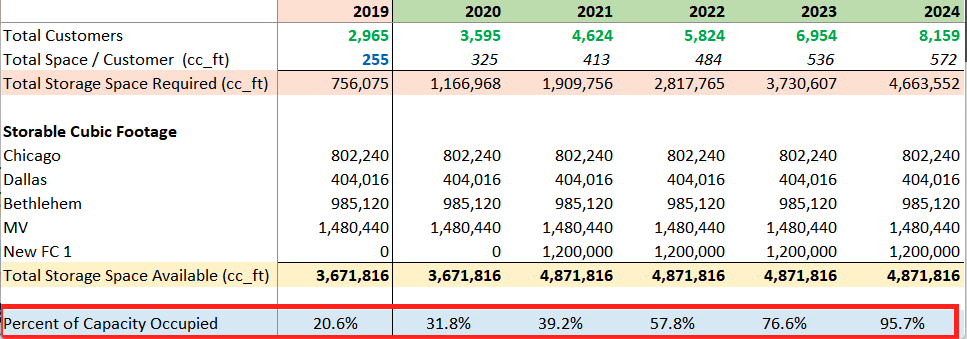 2019 2020 2021 2022 2023 2024
Total Customers 2,965 3,595 4,624 5,824 6,954 8,159
Total Space / Customer (cc_ft) 255 325 413 484 536 572
Total Storage Space Required (cc_ft) 756,075 1,166,968 1,909,756 2,817,765 3,730,607 4,663,552
Storable Cubic Footage
Chicago 802,240 802,240 802,240 802,240 802,240 802,240
Dallas 404,016 404,016 404,016 404,016 404,016 404,016
Bethlehem 985,120 985,120 985,120 985,120 985,120 985,120
MV 1,480,440 1,480,440 1,480,440 1,480,440 1,480,440 1,480,440
New FC 1 0 0 1,200,000 1,200,000 1,200,000 1,200,000
Total Storage Space Available (cc_ft) 3,671,816 3,671,816 4,871,816 4,871,816 4,871,816 4,871,816
Percent of Capacity Occupied 20.6% 31.8% 39.2% 57.8% 76.6% 95.7%